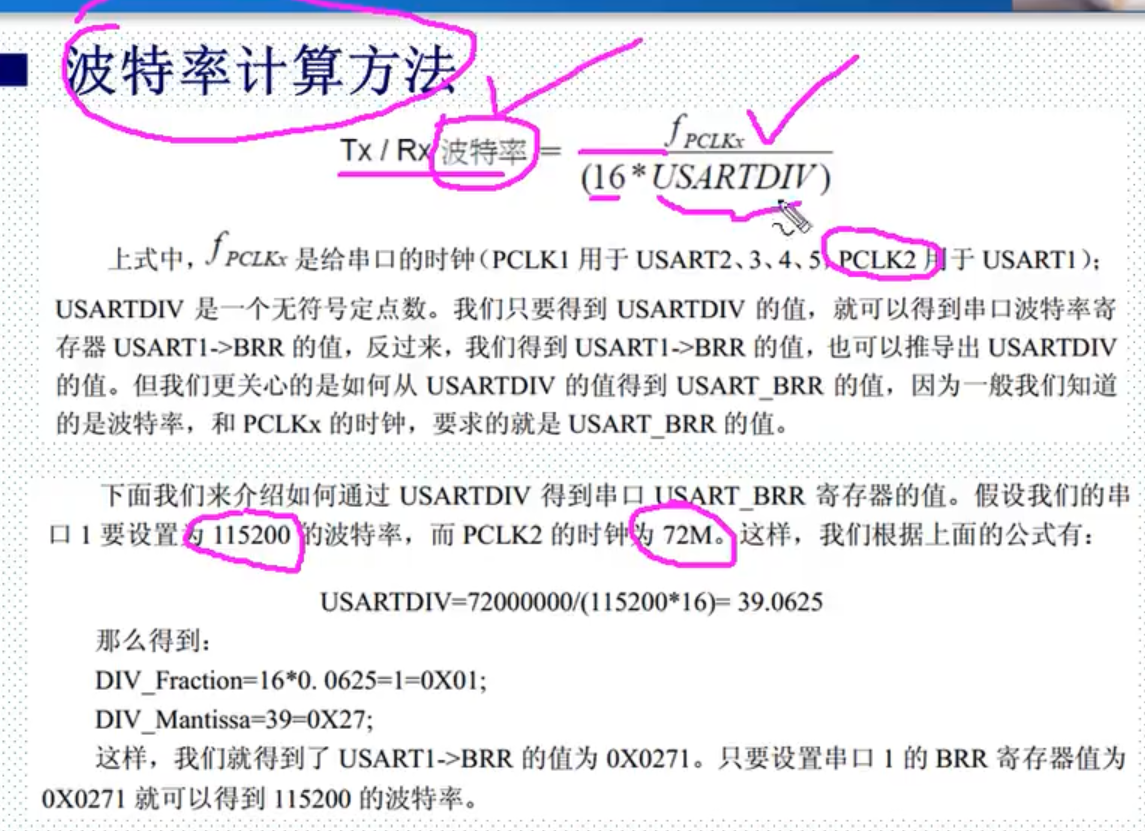 波特率计算方法
Tx / Rx 波特率 = f_PCLKx / (16*USARTDIV)
上式中，f_PCLKx 是给串口的时钟（PCLK1 用于 USART2、3、4、5，PCLK2 用于 USART1）；
USARTDIV 是一个无符号定点数。我们只要得到 USARTDIV 的值，就可以得到串口波特率寄
存器 USART1->BRR 的值，反过来，我们得到 USART1->BRR 的值，也可以推导出 USARTDIV
的值。但我们更关心的是如何从 USARTDIV 的值得到 USART_BRR 的值，因为一般我们知道
的是波特率，和 PCLKx 的时钟，要求的就是 USART_BRR 的值。
下面我们来介绍如何通过 USARTDIV 得到串口 USART_BRR 寄存器的值。假设我们的串
口 1 要设置为 115200 的波特率，而 PCLK2 的时钟为 72M。这样，我们根据上面的公式有：
USARTDIV=72000000/(115200*16)= 39.0625
那么得到：
DIV_Fraction=16*0. 0625=1=0X01;
DIV_Mantissa=39=0X27;
这样，我们就得到了 USART1->BRR 的值为 0X0271。只要设置串口 1 的 BRR 寄存器值为
0X0271 就可以得到 115200 的波特率。